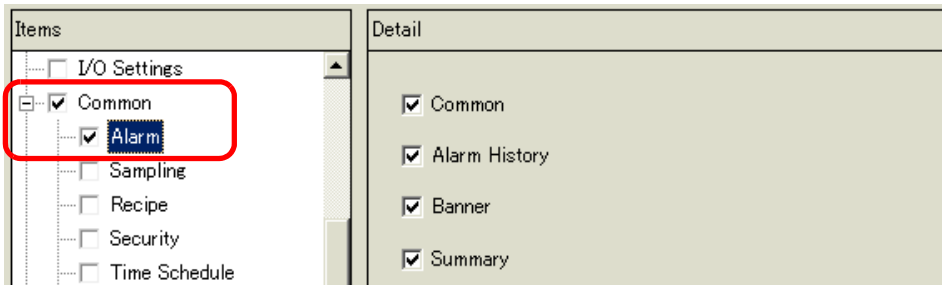 Items
I/O Settings
Common
Alarm
Sampling
Recipe
Security
Time Schedule
Detail
Common
Alarm History
Banner
Summary